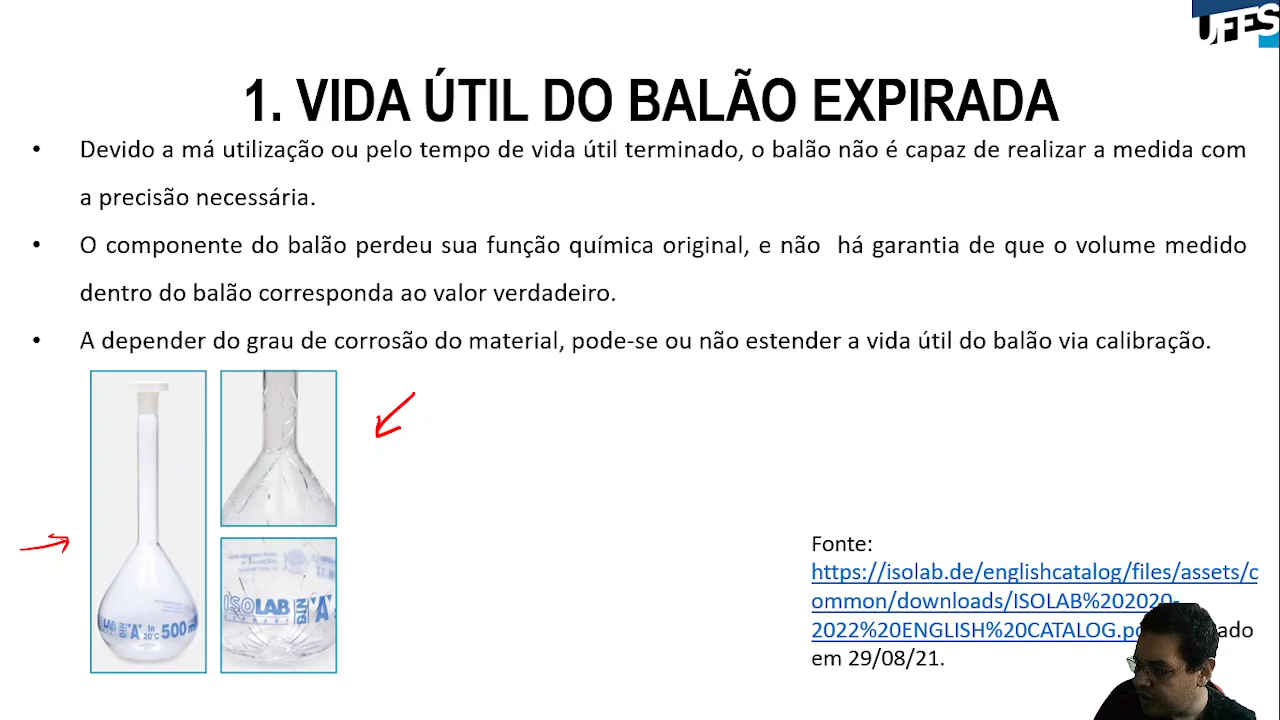 UFES
1. VIDA ÚTIL DO BALÃO EXPIRADA
• Devido a má utilização ou pelo tempo de vida útil terminado, o balão não é capaz de realizar a medida com
a precisão necessária.
• O componente do balão perdeu sua função química original, e não há garantia de que o volume medido
dentro do balão corresponda ao valor verdadeiro.
• A depender do grau de corrosão do material, pode-se ou não estender a vida útil do balão via calibração.
ISOLAB
"A"
"A" In 20°C 500 ml
Fonte:
https://isolab.de/englishcatalog/files/assets/c
ommon/downloads/ISOLAB%202020-
2022%20ENGLISH%20CATALOG.p
em 29/08/21.